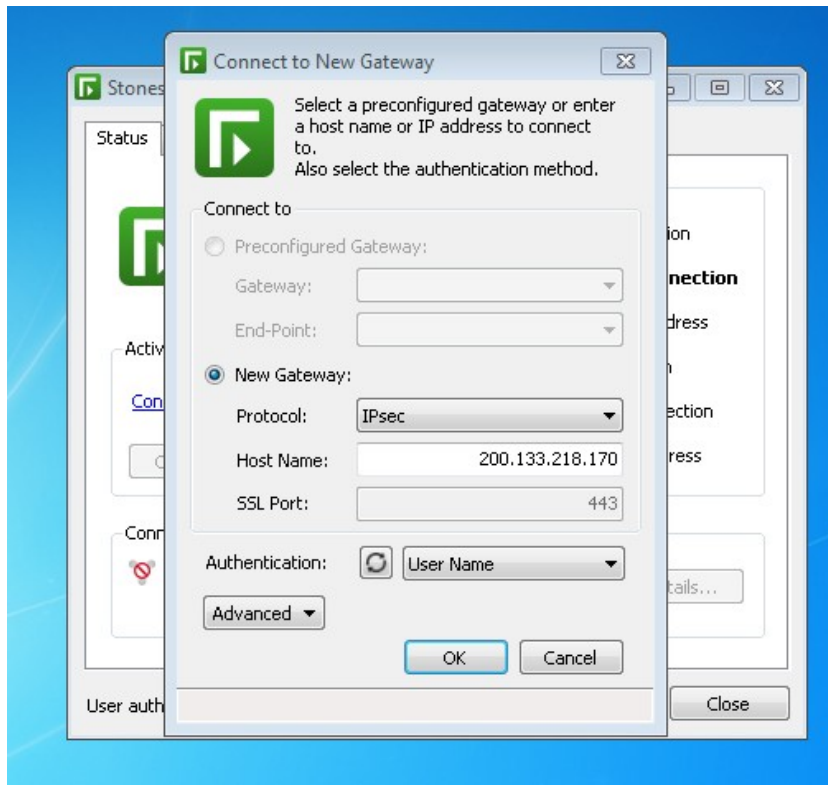 Connect to New Gateway
Select a preconfigured gateway or enter
a host name or IP address to connect
to.
Also select the authentication method.
Connect to
Preconfigured Gateway:
Gateway:
End-Point:
New Gateway:
Protocol: IPsec
Host Name: 200.133.218.170
SSL Port: 443
Authentication: User Name
Advanced
OK Cancel
Stones
Status
ion
nection
dress
Activ
Con
ection
ress
Conn
tails...
User auth
Close